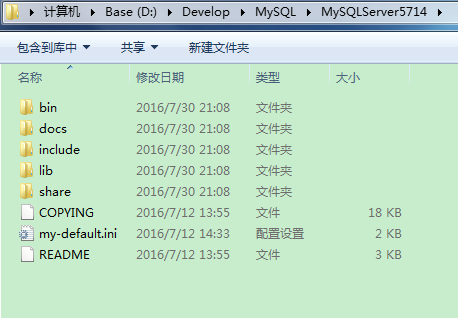 计算机 Base (D:) Develop MySQL MySQLServer5714
包含到库中 共享 新建文件夹
名称 修改日期 类型 大小
bin 2016/7/30 21:08 文件夹
docs 2016/7/30 21:08 文件夹
include 2016/7/30 21:08 文件夹
lib 2016/7/30 21:08 文件夹
share 2016/7/30 21:08 文件夹
COPYING 2016/7/12 13:55 文件 18 KB
my-default.ini 2016/7/12 14:33 配置设置 2 KB
README 2016/7/12 13:55 文件 3 KB